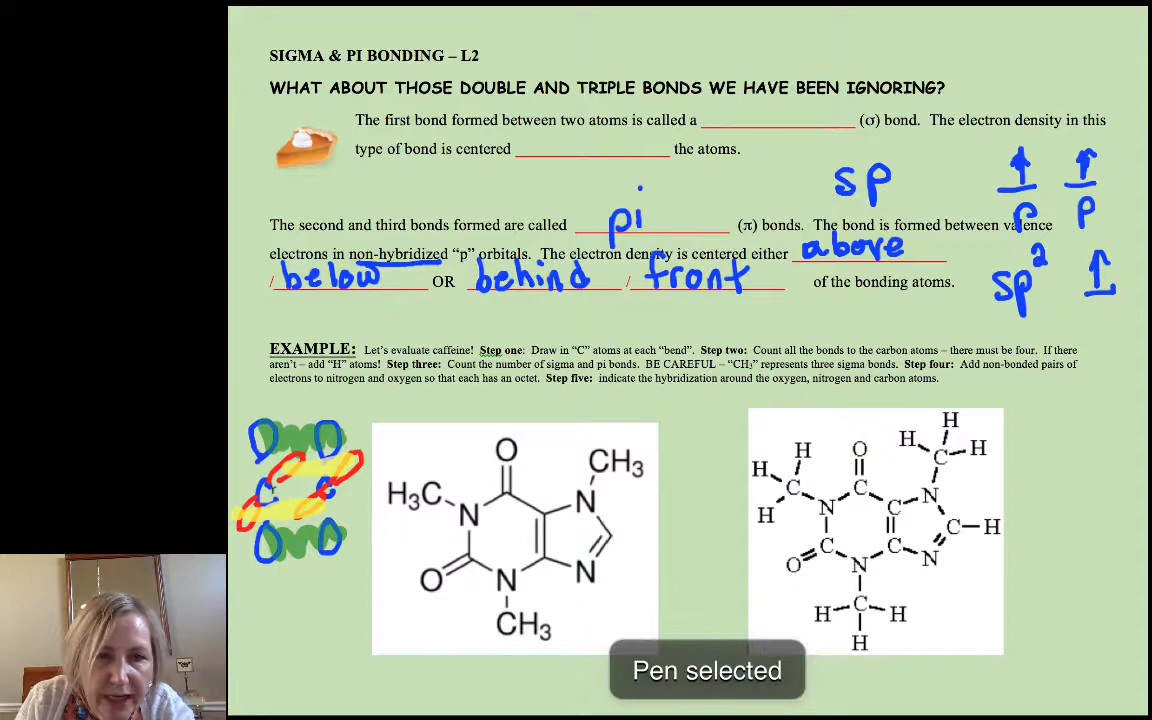 SIGMA & PI BONDING – L2
WHAT ABOUT THOSE DOUBLE AND TRIPLE BONDS WE HAVE BEEN IGNORING?
The first bond formed between two atoms is called a ______ (σ) bond. The electron density in this
type of bond is centered ______ the atoms.
sp
p p
The second and third bonds formed are called pi (π) bonds. The bond is formed between valence
electrons in non-hybridized “p” orbitals. The electron density is centered either above
/ below OR behind / front of the bonding atoms.
sp²
EXAMPLE: Let’s evaluate caffeine! Step one: Draw in “C” atoms at each “bend”. Step two: Count all the bonds to the carbon atoms – there must be four. If there
aren’t – add “H” atoms! Step three: Count the number of sigma and pi bonds. BE CAREFUL – “CH₃” represents three sigma bonds. Step four: Add non-bonded pairs of
electrons to nitrogen and oxygen so that each has an octet. Step five: indicate the hybridization around the oxygen, nitrogen and carbon atoms.
C C
O
CH₃
H₃C
N
N
O
N
N
CH₃
H
H O H C H
H C C N
H N C
C H
C C
O N N
H C H
H
Pen selected